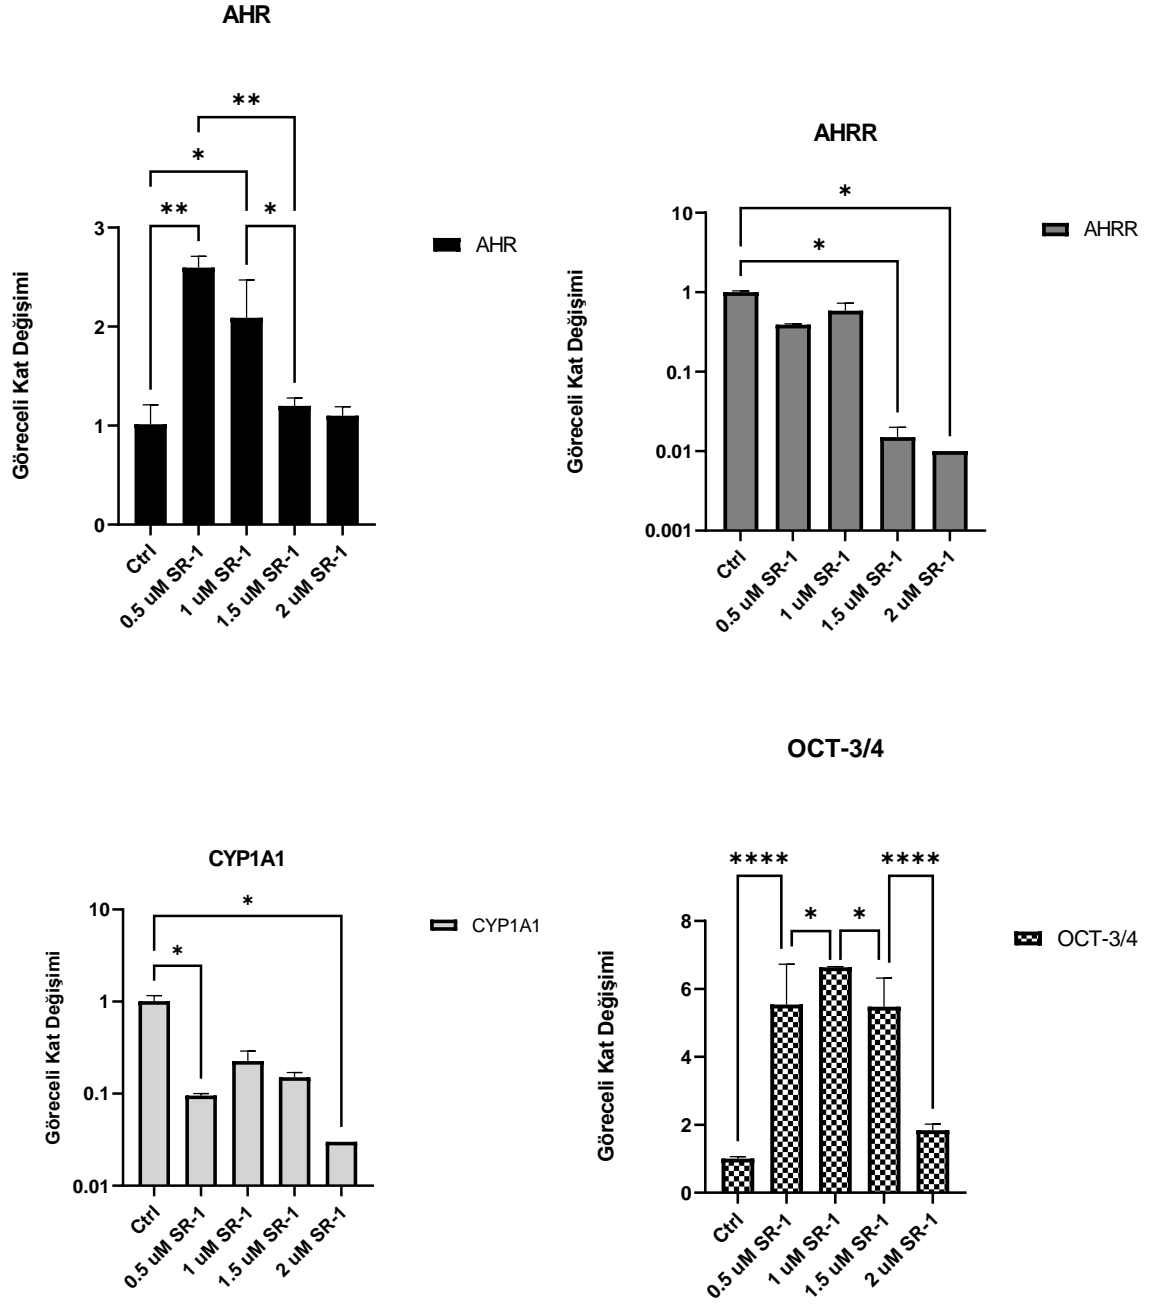 AHR
**
*
** *
3
2
1
0
Göreceli Kat Değişimi
Ctrl
0.5 uM SR-1
1 uM SR-1
1.5 uM SR-1
2 uM SR-1
AHR
AHRR
*
*
10
1
0.1
0.01
0.001
Göreceli Kat Değişimi
Ctrl
0.5 uM SR-1
1 uM SR-1
1.5 uM SR-1
2 uM SR-1
AHRR
CYP1A1
*
*
10
1
0.1
0.01
Göreceli Kat Değişimi
Ctrl
0.5 uM SR-1
1 uM SR-1
1.5 uM SR-1
2 uM SR-1
CYP1A1
OCT-3/4
**** ****
* *
8
6
4
2
0
Göreceli Kat Değişimi
Ctrl
0.5 uM SR-1
1 uM SR-1
1.5 uM SR-1
2 uM SR-1
OCT-3/4